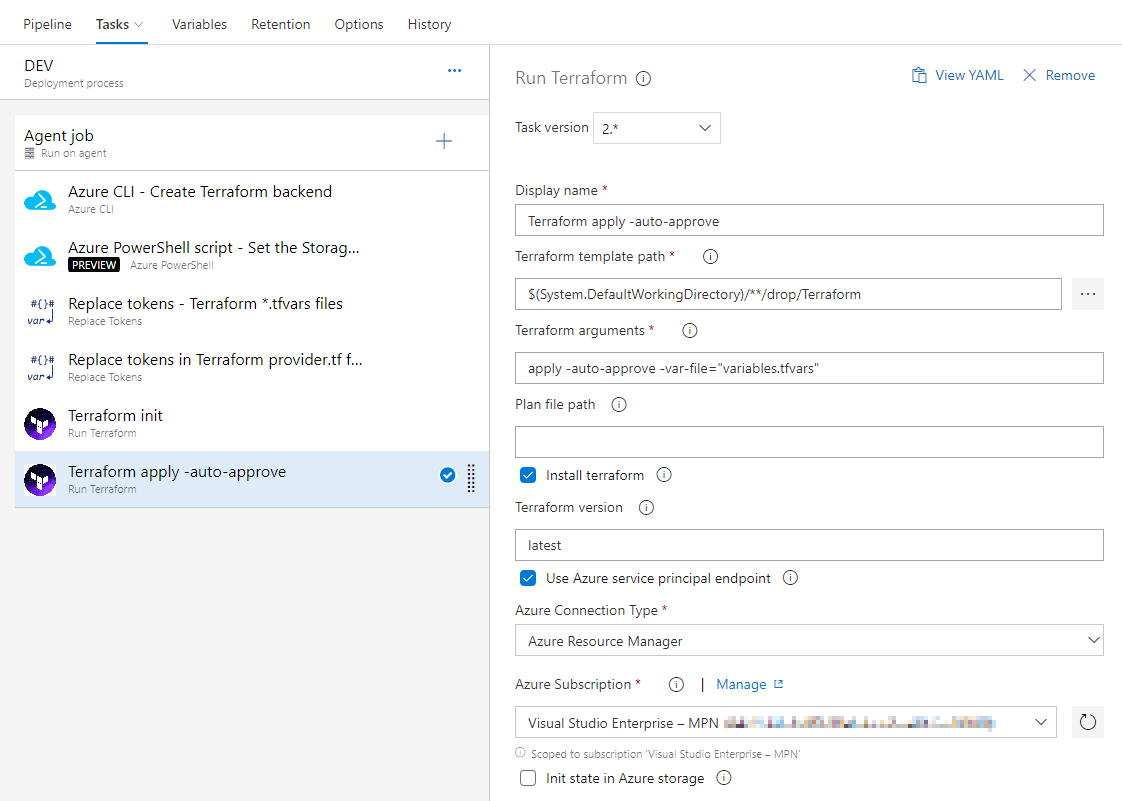 Pipeline Tasks Variables Retention Options History
DEV
Deployment process
Agent job
Run on agent
Azure CLI - Create Terraform backend
Azure CLI
Azure PowerShell script - Set the Storag...
PREVIEW Azure PowerShell
#{}# Replace tokens - Terraform *.tfvars files
var Replace Tokens
#{}# Replace tokens in Terraform provider.tf f...
var Replace Tokens
Terraform init
Run Terraform
Terraform apply -auto-approve
Run Terraform
Run Terraform
View YAML
Remove
Task version 2.*
Display name *
Terraform apply -auto-approve
Terraform template path *
$(System.DefaultWorkingDirectory)/**/drop/Terraform
Terraform arguments *
apply -auto-approve -var-file="variables.tfvars"
Plan file path
Install terraform
Terraform version
latest
Use Azure service principal endpoint
Azure Connection Type *
Azure Resource Manager
Azure Subscription * | Manage
Visual Studio Enterprise – MPN
Scoped to subscription 'Visual Studio Enterprise – MPN'
Init state in Azure storage